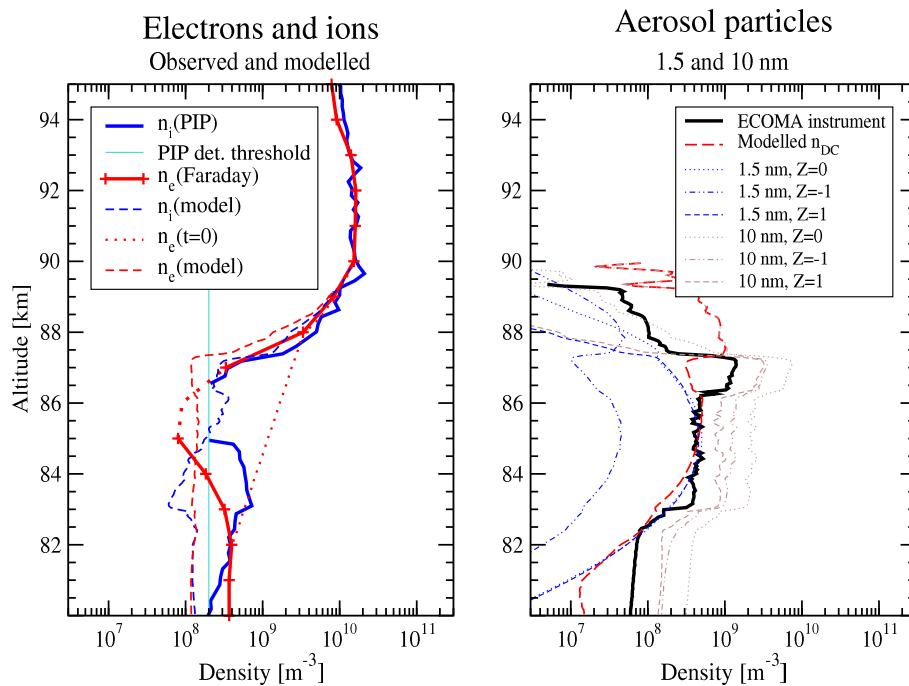 Electrons and ions
Observed and modelled
Aerosol particles
1.5 and 10 nm
Altitude [km]
94
92
90
88
86
84
82
n_i(PIP)
PIP det. threshold
n_e(Faraday)
n_i(model)
n_e(t=0)
n_e(model)
10^7
10^8
10^9
10^10
10^11
Density [m^-3]
94
92
90
88
86
84
82
ECOMA instrument
Modelled n_DC
1.5 nm, Z=0
1.5 nm, Z=-1
1.5 nm, Z=1
10 nm, Z=0
10 nm, Z=-1
10 nm, Z=1
10^7
10^8
10^9
10^10
10^11
Density [m^-3]